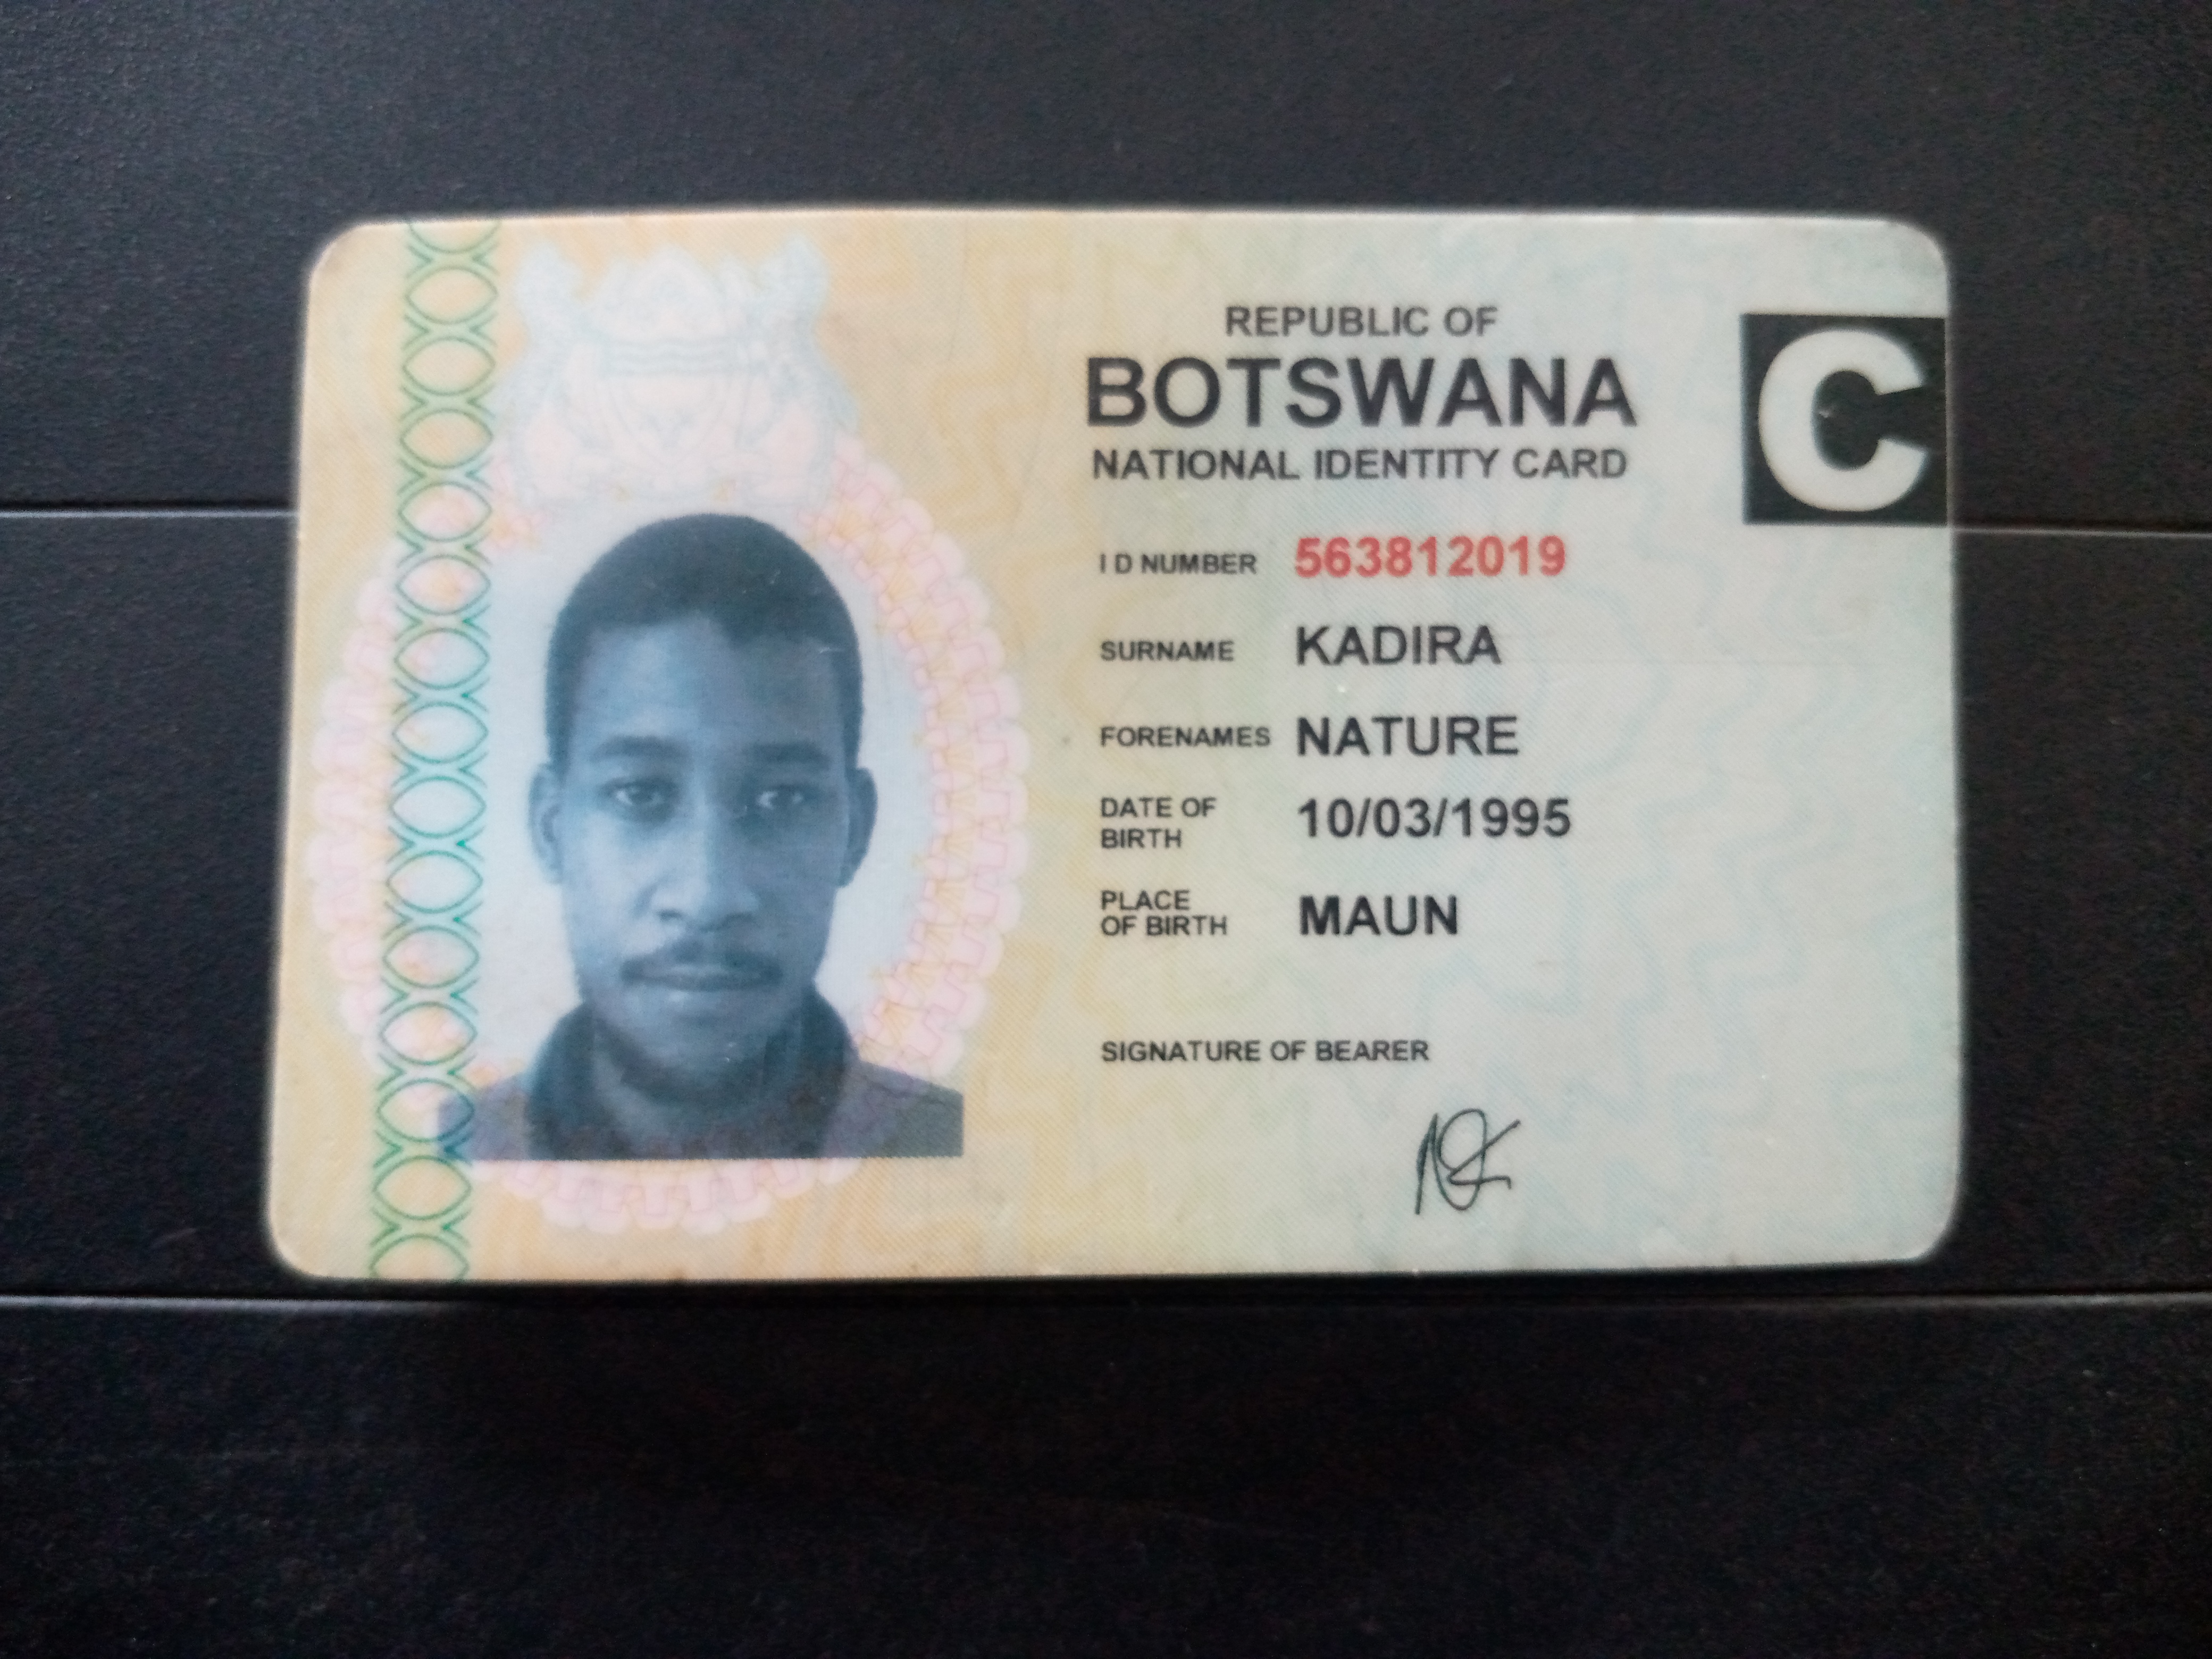 REPUBLIC OF
BOTSWANA
NATIONAL IDENTITY CARD
C
I D NUMBER 563812019
SURNAME KADIRA
FORENAMES NATURE
DATE OF BIRTH 10/03/1995
PLACE OF BIRTH MAUN
SIGNATURE OF BEARER